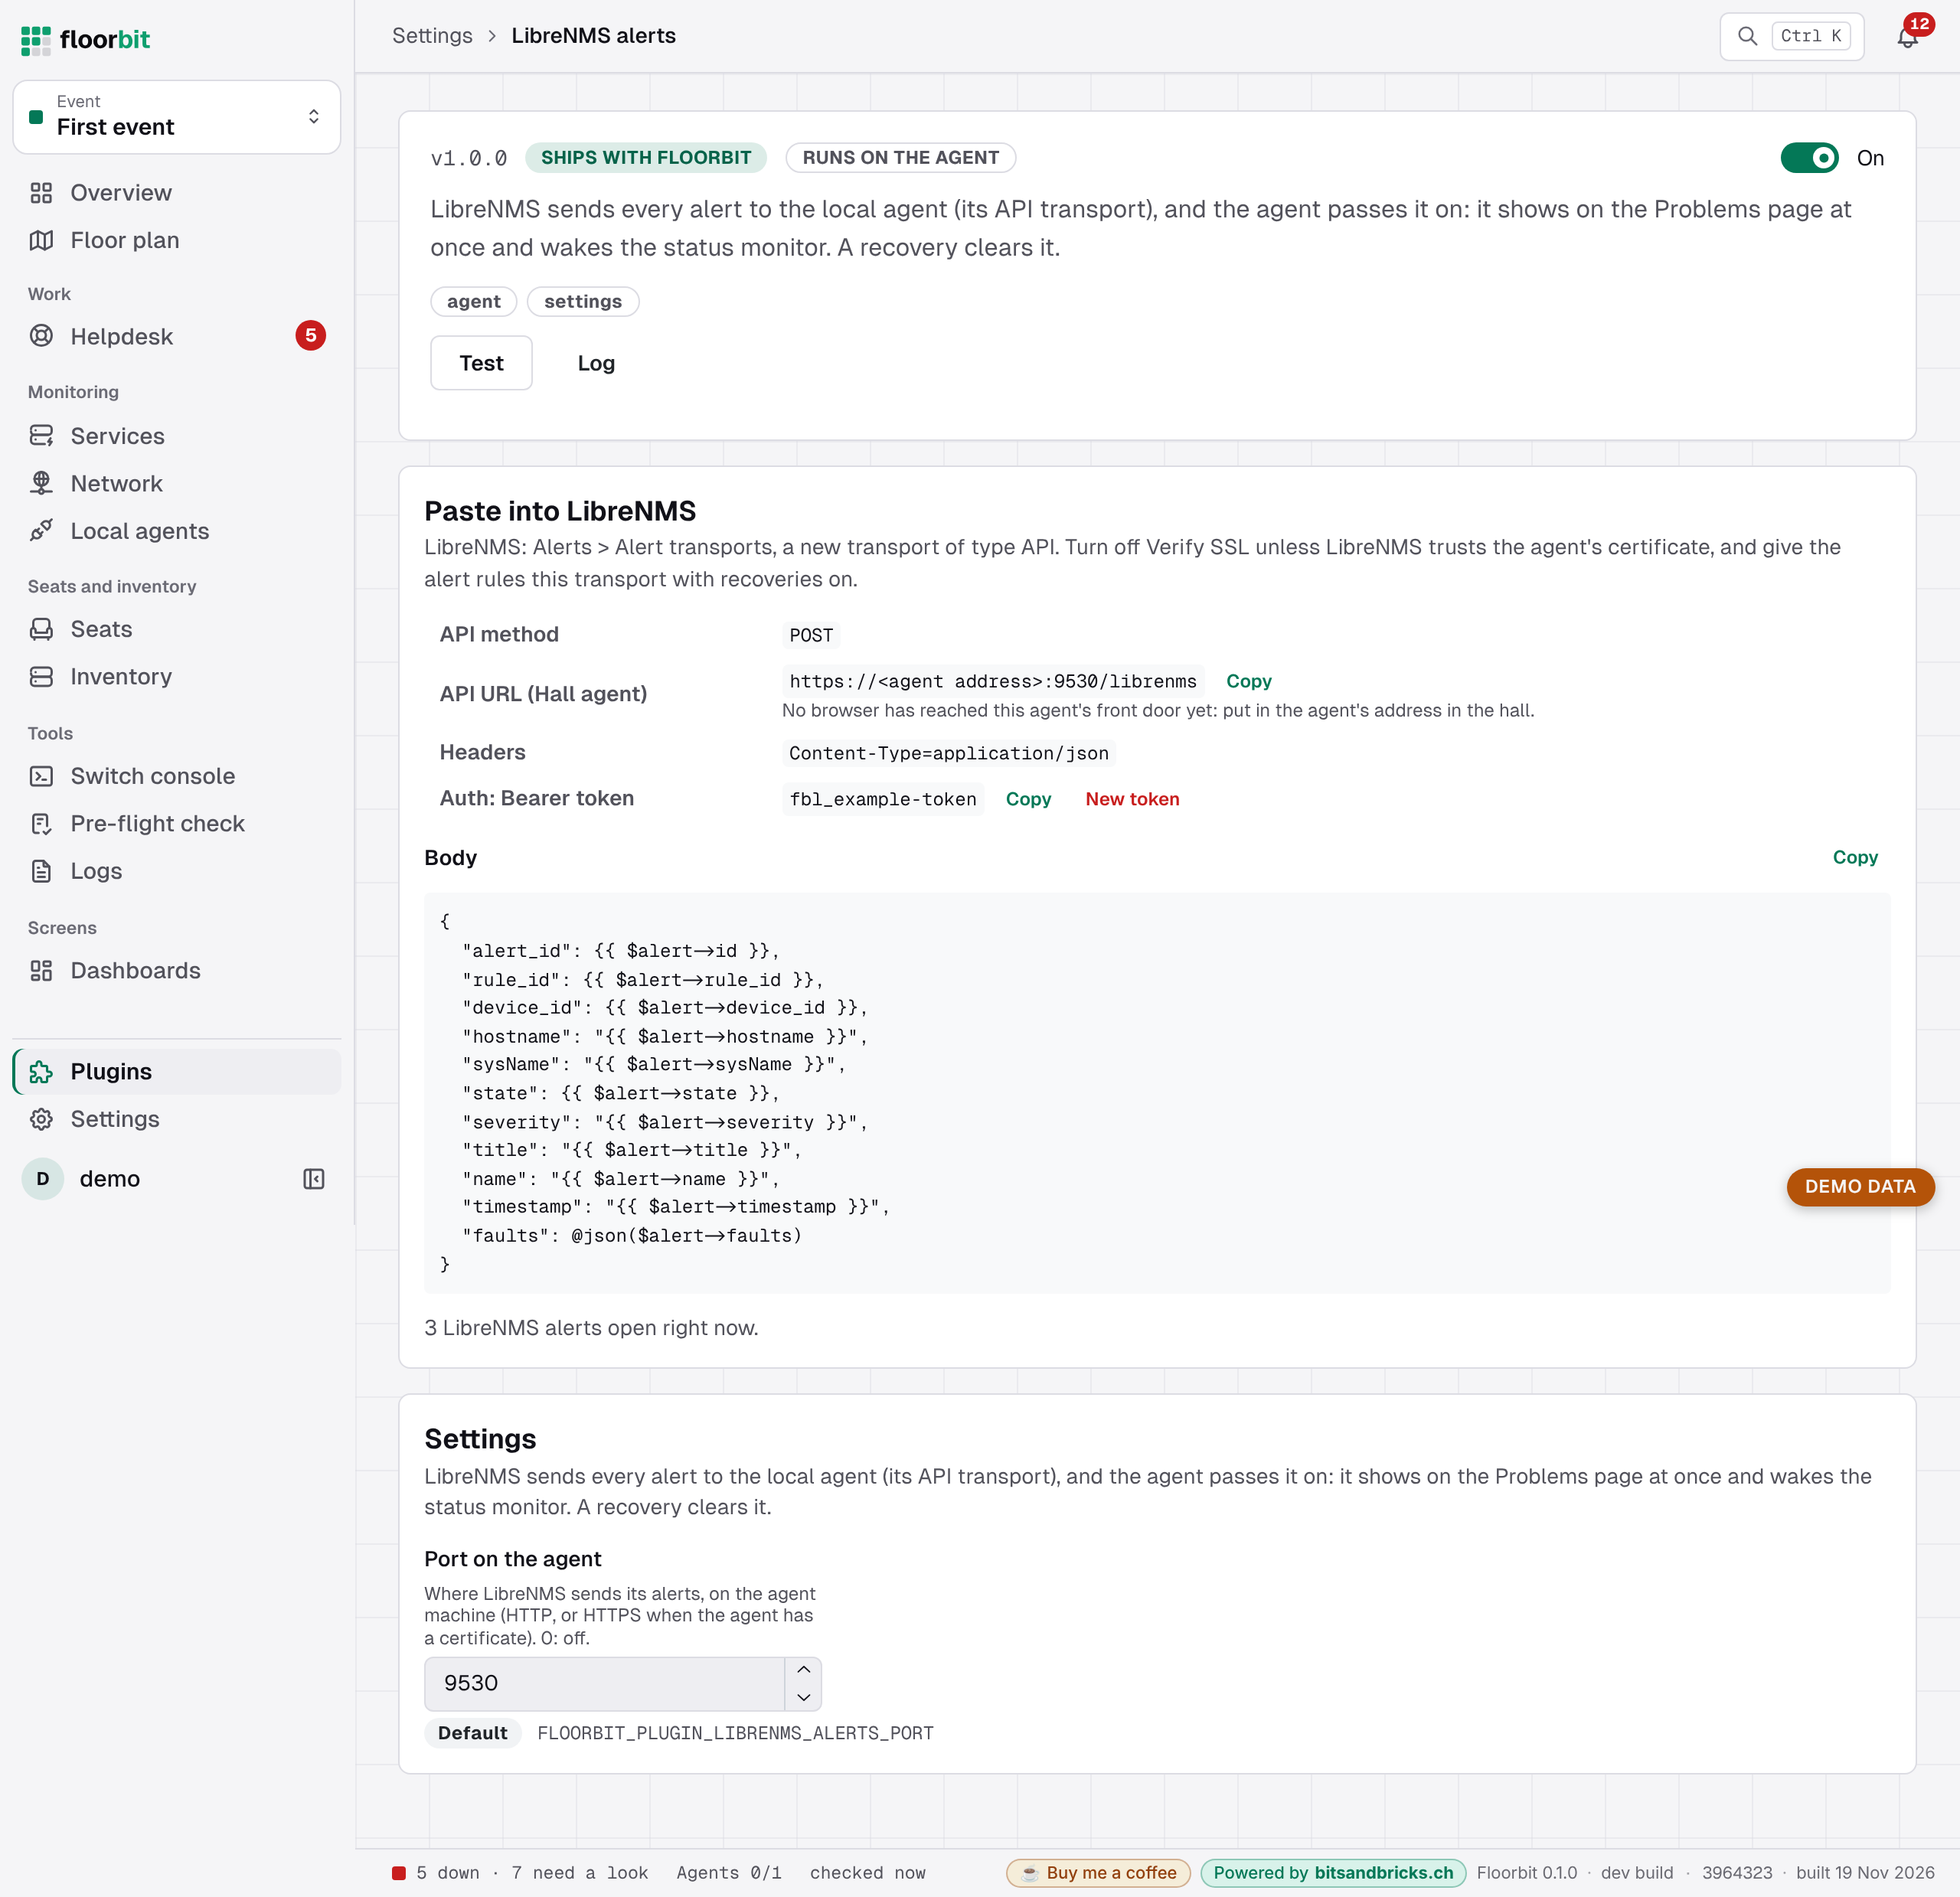 floorbit
Event
First event
Overview
Floor plan
Work
Helpdesk
5
Monitoring
Services
Network
Local agents
Seats and inventory
Seats
Inventory
Tools
Switch console
Pre-flight check
Logs
Screens
Dashboards
Plugins
Settings
D
demo
Settings > LibreNMS alerts
Ctrl K
12
v1.0.0 SHIPS WITH FLOORBIT RUNS ON THE AGENT
On
LibreNMS sends every alert to the local agent (its API transport), and the agent passes it on: it shows on the Problems page at
once and wakes the status monitor. A recovery clears it.
agent settings
Test Log
Paste into LibreNMS
LibreNMS: Alerts > Alert transports, a new transport of type API. Turn off Verify SSL unless LibreNMS trusts the agent's certificate, and give the
alert rules this transport with recoveries on.
API method POST
API URL (Hall agent) https://<agent address>:9530/librenms Copy
No browser has reached this agent's front door yet: put in the agent's address in the hall.
Headers Content-Type=application/json
Auth: Bearer token fbl_example-token Copy New token
Body Copy
{
"alert_id": {{ $alert->id }},
"rule_id": {{ $alert->rule_id }},
"device_id": {{ $alert->device_id }},
"hostname": "{{ $alert->hostname }}",
"sysName": "{{ $alert->sysName }}",
"state": {{ $alert->state }},
"severity": "{{ $alert->severity }}",
"title": "{{ $alert->title }}",
"name": "{{ $alert->name }}",
"timestamp": "{{ $alert->timestamp }}",
"faults": @json($alert->faults)
}
DEMO DATA
3 LibreNMS alerts open right now.
Settings
LibreNMS sends every alert to the local agent (its API transport), and the agent passes it on: it shows on the Problems page at once and wakes the
status monitor. A recovery clears it.
Port on the agent
Where LibreNMS sends its alerts, on the agent
machine (HTTP, or HTTPS when the agent has
a certificate). 0: off.
9530
Default FLOORBIT_PLUGIN_LIBRENMS_ALERTS_PORT
5 down · 7 need a look Agents 0/1 checked now
Buy me a coffee Powered by bitsandbricks.ch Floorbit 0.1.0 · dev build · 3964323 · built 19 Nov 2026